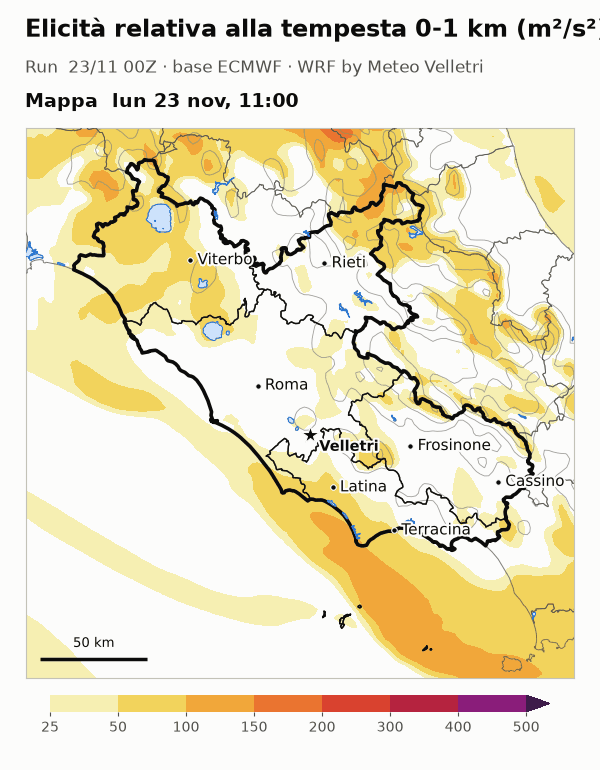 Elicità relativa alla tempesta 0-1 km (m²/s²)
Run 23/11 00Z · base ECMWF · WRF by Meteo Velletri
Mappa lun 23 nov, 11:00
Viterbo
Rieti
Roma
Velletri
Frosinone
Latina
Cassino
Terracina
50 km
25 50 100 150 200 300 400 500